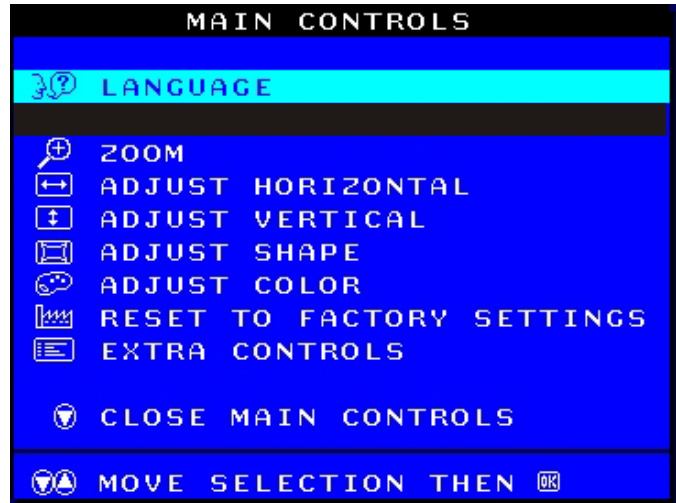 MAIN CONTROLS
LANGUAGE
ZOOM
ADJUST HORIZONTAL
ADJUST VERTICAL
ADJUST SHAPE
ADJUST COLOR
RESET TO FACTORY SETTINGS
EXTRA CONTROLS
CLOSE MAIN CONTROLS
MOVE SELECTION THEN OK